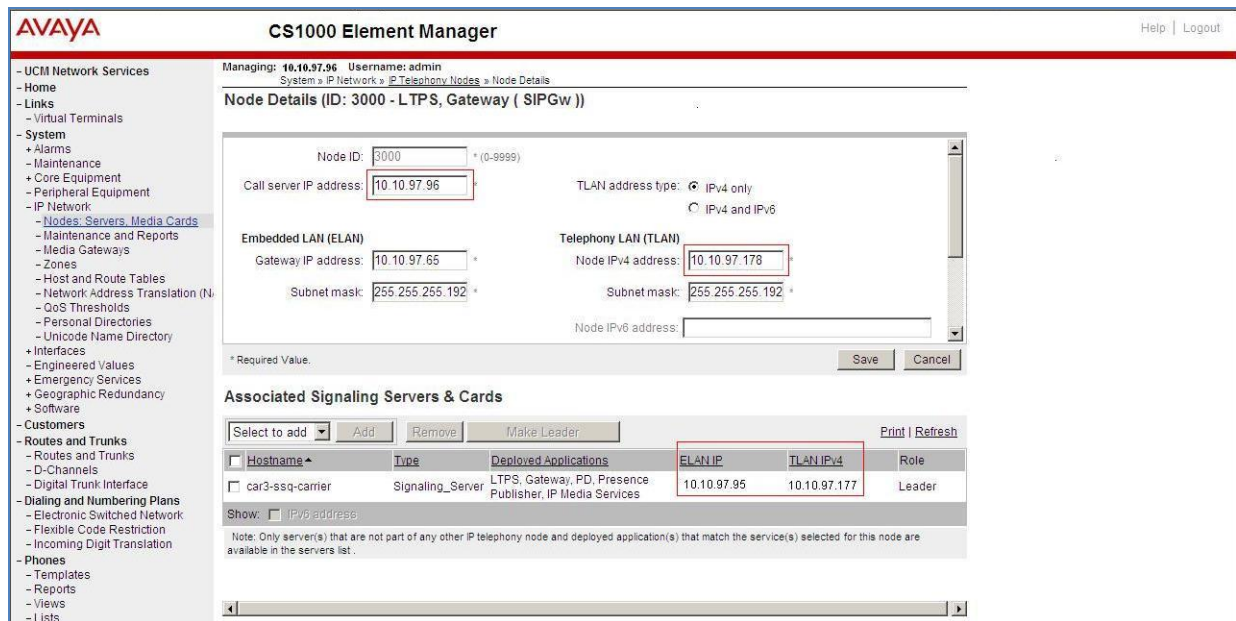 AVAYA
CS1000 Element Manager
Help | Logout
- UCM Network Services
- Home
- Links
- Virtual Terminals
- System
+ Alarms
- Maintenance
+ Core Equipment
- Peripheral Equipment
- IP Network
- Nodes: Servers, Media Cards
- Maintenance and Reports
- Media Gateways
- Zones
- Host and Route Tables
- Network Address Translation (N
- QoS Thresholds
- Personal Directories
- Unicode Name Directory
+ Interfaces
- Engineered Values
+ Emergency Services
+ Geographic Redundancy
+ Software
- Customers
- Routes and Trunks
- Routes and Trunks
- D-Channels
- Digital Trunk Interface
- Dialing and Numbering Plans
- Electronic Switched Network
- Flexible Code Restriction
- Incoming Digit Translation
- Phones
- Templates
- Reports
- Views
- Lists
Managing: 10.10.97.96 Username: admin
System » IP Network » IP Telephony Nodes » Node Details
Node Details (ID: 3000 - LTPS, Gateway ( SIPGw ))
Node ID: 3000 * (0-9999)
Call server IP address: 10.10.97.96 * TLAN address type: IPv4 only
IPv4 and IPv6
Embedded LAN (ELAN) Telephony LAN (TLAN)
Gateway IP address: 10.10.97.65 * Node IPv4 address: 10.10.97.178 *
Subnet mask: 255.255.255.192 * Subnet mask: 255.255.255.192 *
Node IPv6 address:
* Required Value. Save Cancel
Associated Signaling Servers & Cards
Select to add Add Remove Make Leader Print | Refresh
Hostname Type Deployed Applications ELAN IP TLAN IPv4 Role
car3-ssq-carrier Signaling_Server LTPS, Gateway, PD, Presence Publisher, IP Media Services 10.10.97.95 10.10.97.177 Leader
Show: IPv6 address
Note: Only server(s) that are not part of any other IP telephony node and deployed application(s) that match the service(s) selected for this node are
available in the servers list .